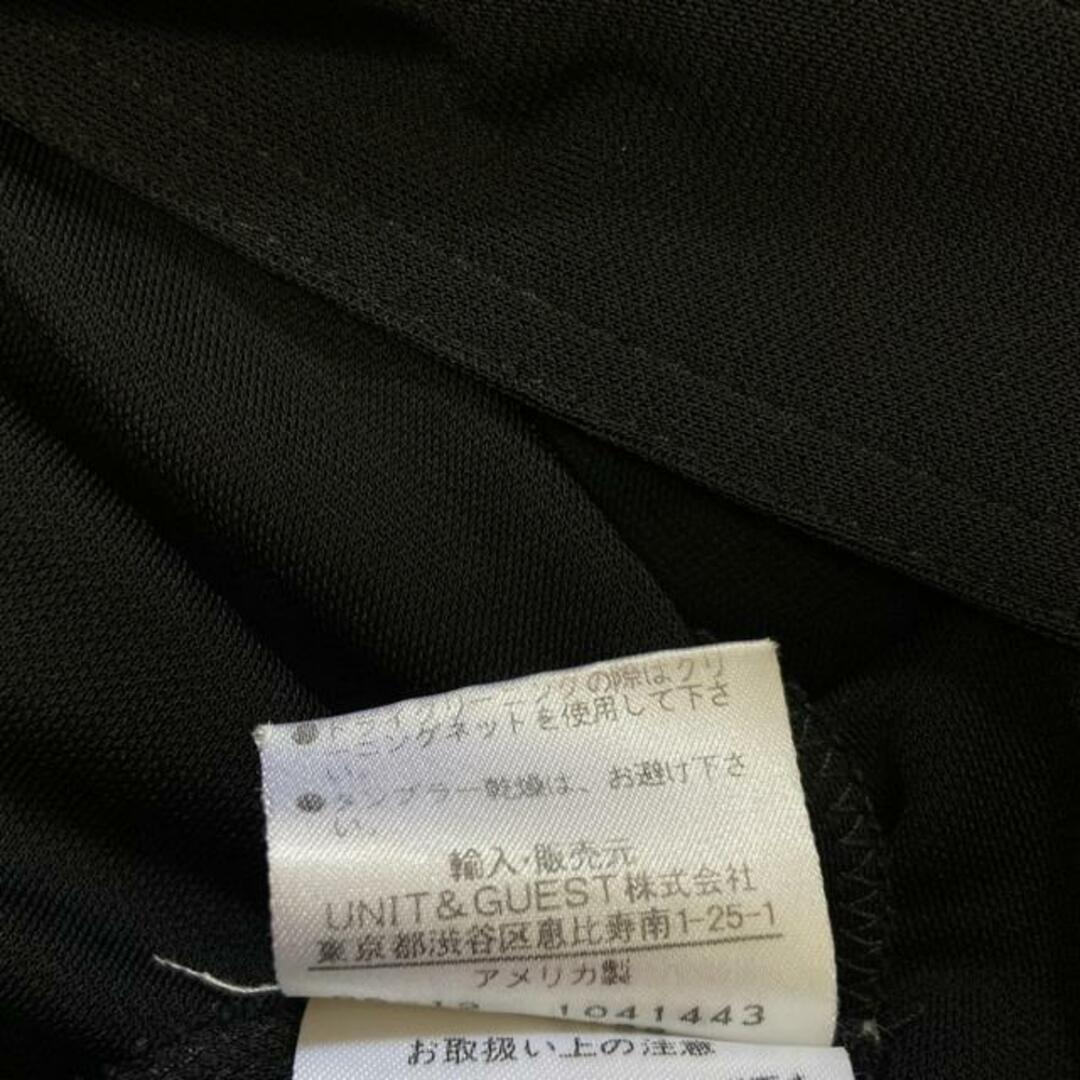 ●ドライクリーニングの際はクリ
ーニングネットを使用して下さ
い。
●タンブラー乾燥は、お避け下さ
い。
輸入・販売元
UNIT&GUEST株式会社
東京都渋谷区恵比寿南1-25-1
アメリカ製
1041443
お取扱い上の注意